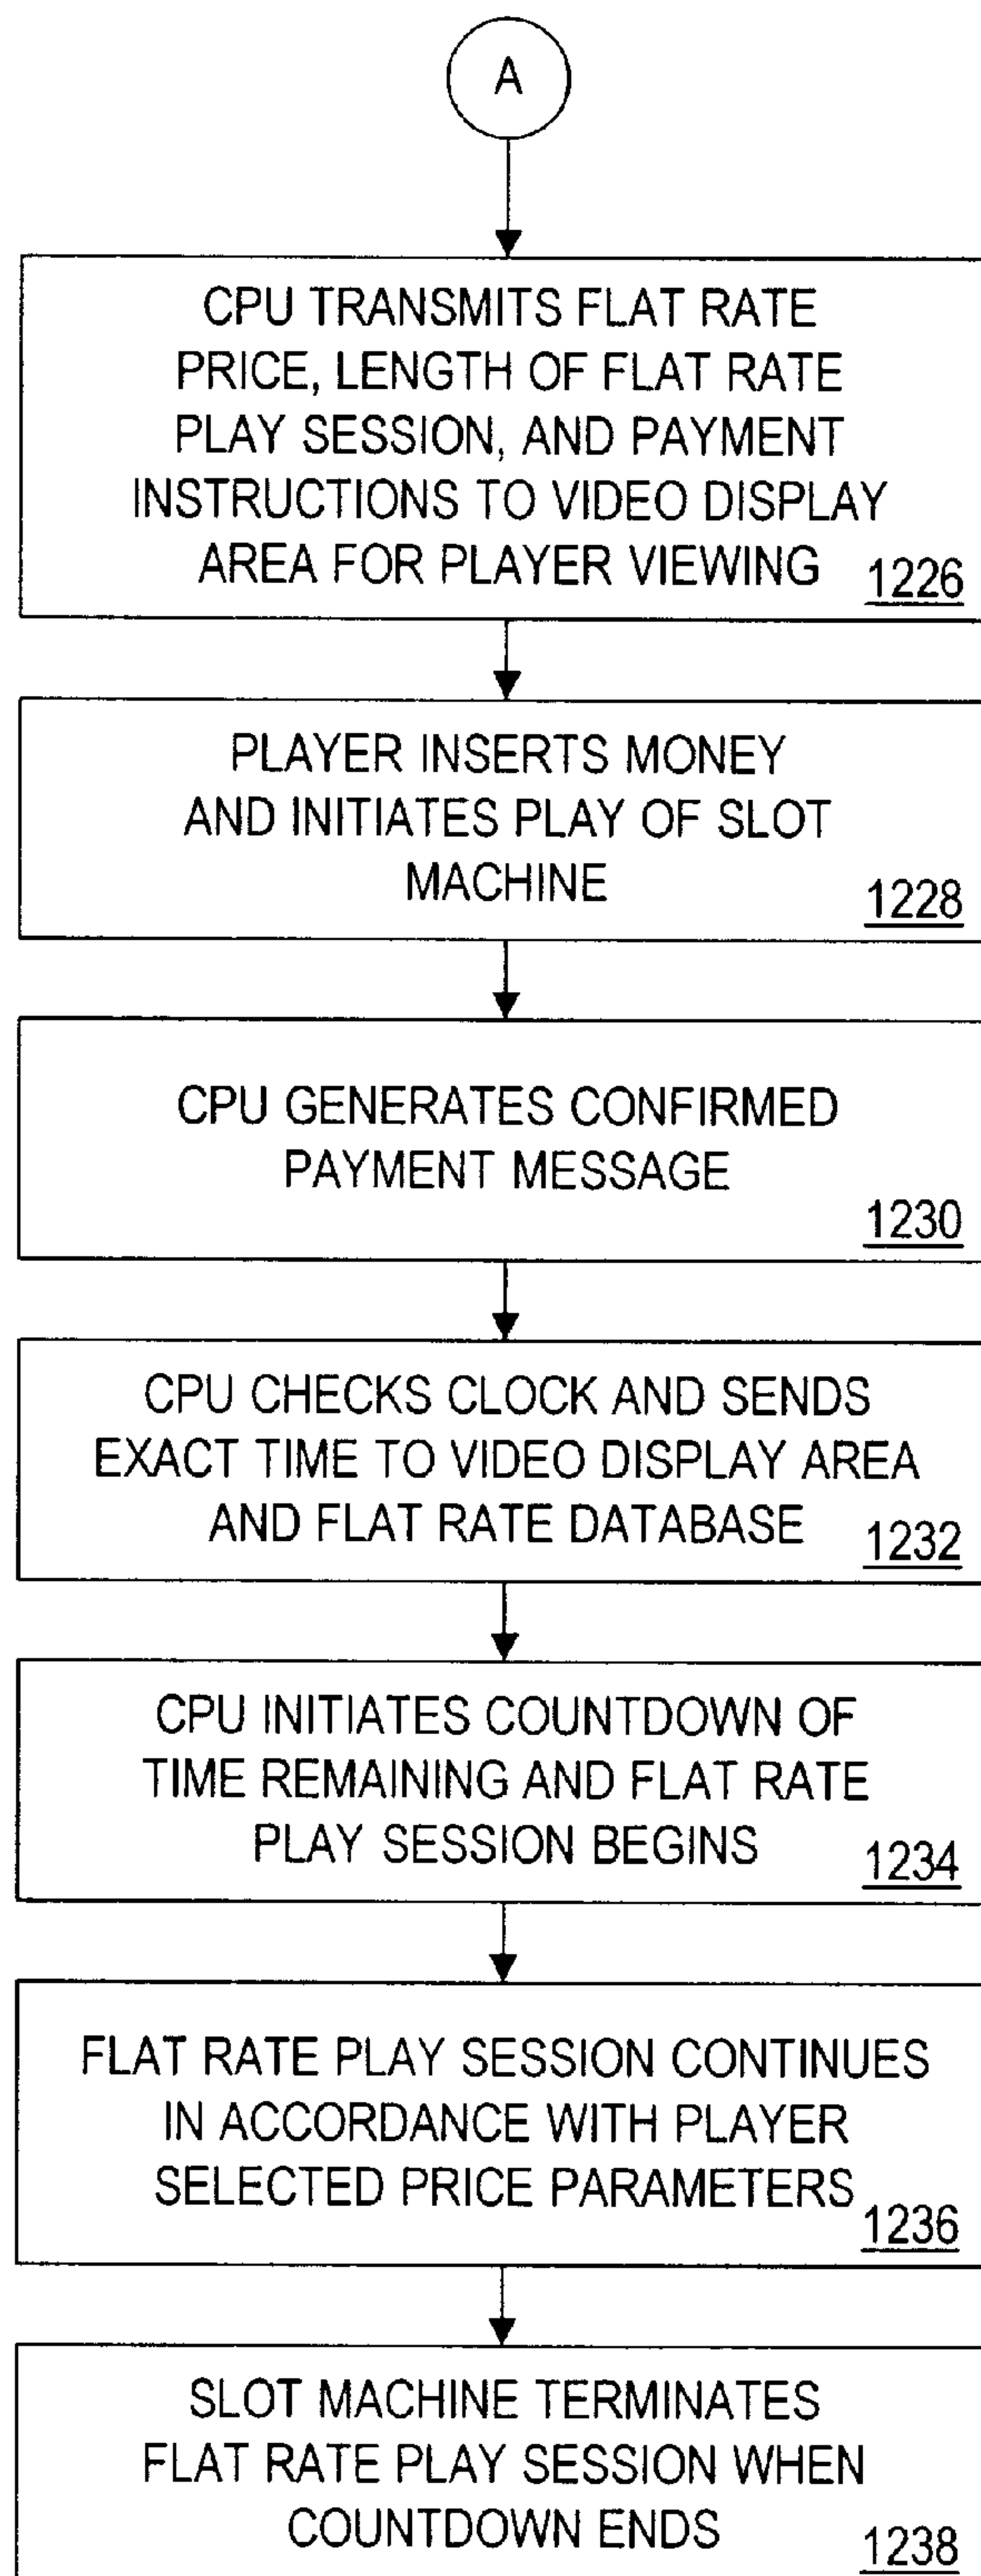 A
CPU TRANSMITS FLAT RATE
PRICE, LENGTH OF FLAT RATE
PLAY SESSION, AND PAYMENT
INSTRUCTIONS TO VIDEO DISPLAY
AREA FOR PLAYER VIEWING
1226
PLAYER INSERTS MONEY
AND INITIATES PLAY OF SLOT
MACHINE
1228
CPU GENERATES CONFIRMED
PAYMENT MESSAGE
1230
CPU CHECKS CLOCK AND SENDS
EXACT TIME TO VIDEO DISPLAY AREA
AND FLAT RATE DATABASE
1232
CPU INITIATES COUNTDOWN OF
TIME REMAINING AND FLAT RATE
PLAY SESSION BEGINS
1234
FLAT RATE PLAY SESSION CONTINUES
IN ACCORDANCE WITH PLAYER
SELECTED PRICE PARAMETERS
1236
SLOT MACHINE TERMINATES
FLAT RATE PLAY SESSION WHEN
COUNTDOWN ENDS
1238